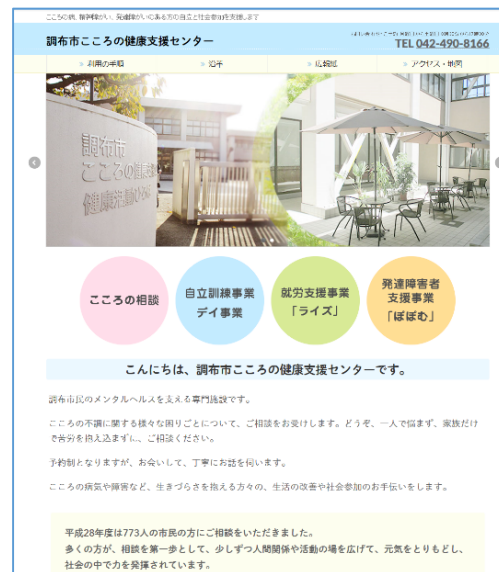 こころの病、精神障がい、発達障がいのある方の自立と社会参加を支援します
調布市こころの健康支援センター
TEL 042-490-8166
» 利用の手順
» 沿革
» 広報紙
» アクセス・地図
調布市
こころの健康支援
こころの相談
自立訓練事業
デイ事業
就労支援事業
「ライズ」
発達障害者
支援事業
「ぽぽむ」
こんにちは、調布市こころの健康支援センターです。
調布市民のメンタルヘルスを支える専門施設です。
こころの不調に関する様々な困りごとについて、ご相談をお受けします。どうぞ、一人で悩まず、家族だけ
で苦労を抱え込まずに、ご相談ください。
予約制となりますが、お会いして、丁寧にお話を伺います。
こころの病気や障害など、生きづらさを抱える方々の、生活の改善や社会参加のお手伝いをします。
平成28年度は773人の市民の方にご相談をいただきました。
多くの方が、相談を第一歩として、少しずつ人間関係や活動の場を広げて、元気をとりもどし、
社会の中で力を発揮されています。